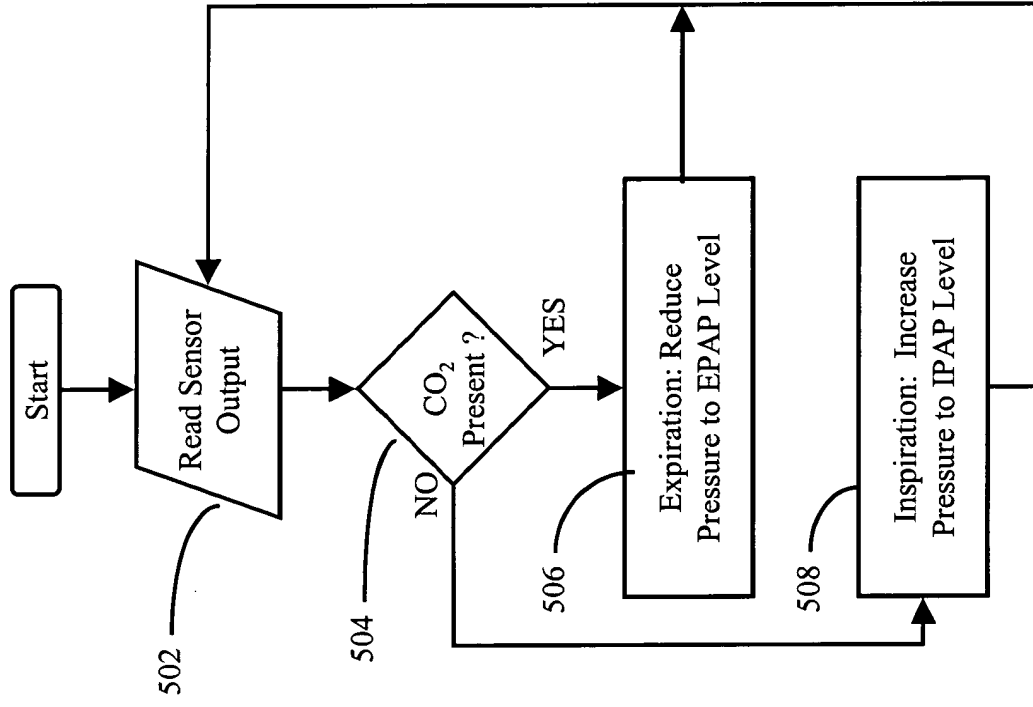 Start
Read Sensor
Output
502
CO₂
Present ?
504
NO
YES
Expiration: Reduce
Pressure to EPAP Level
506
Inspiration: Increase
Pressure to IPAP Level
508